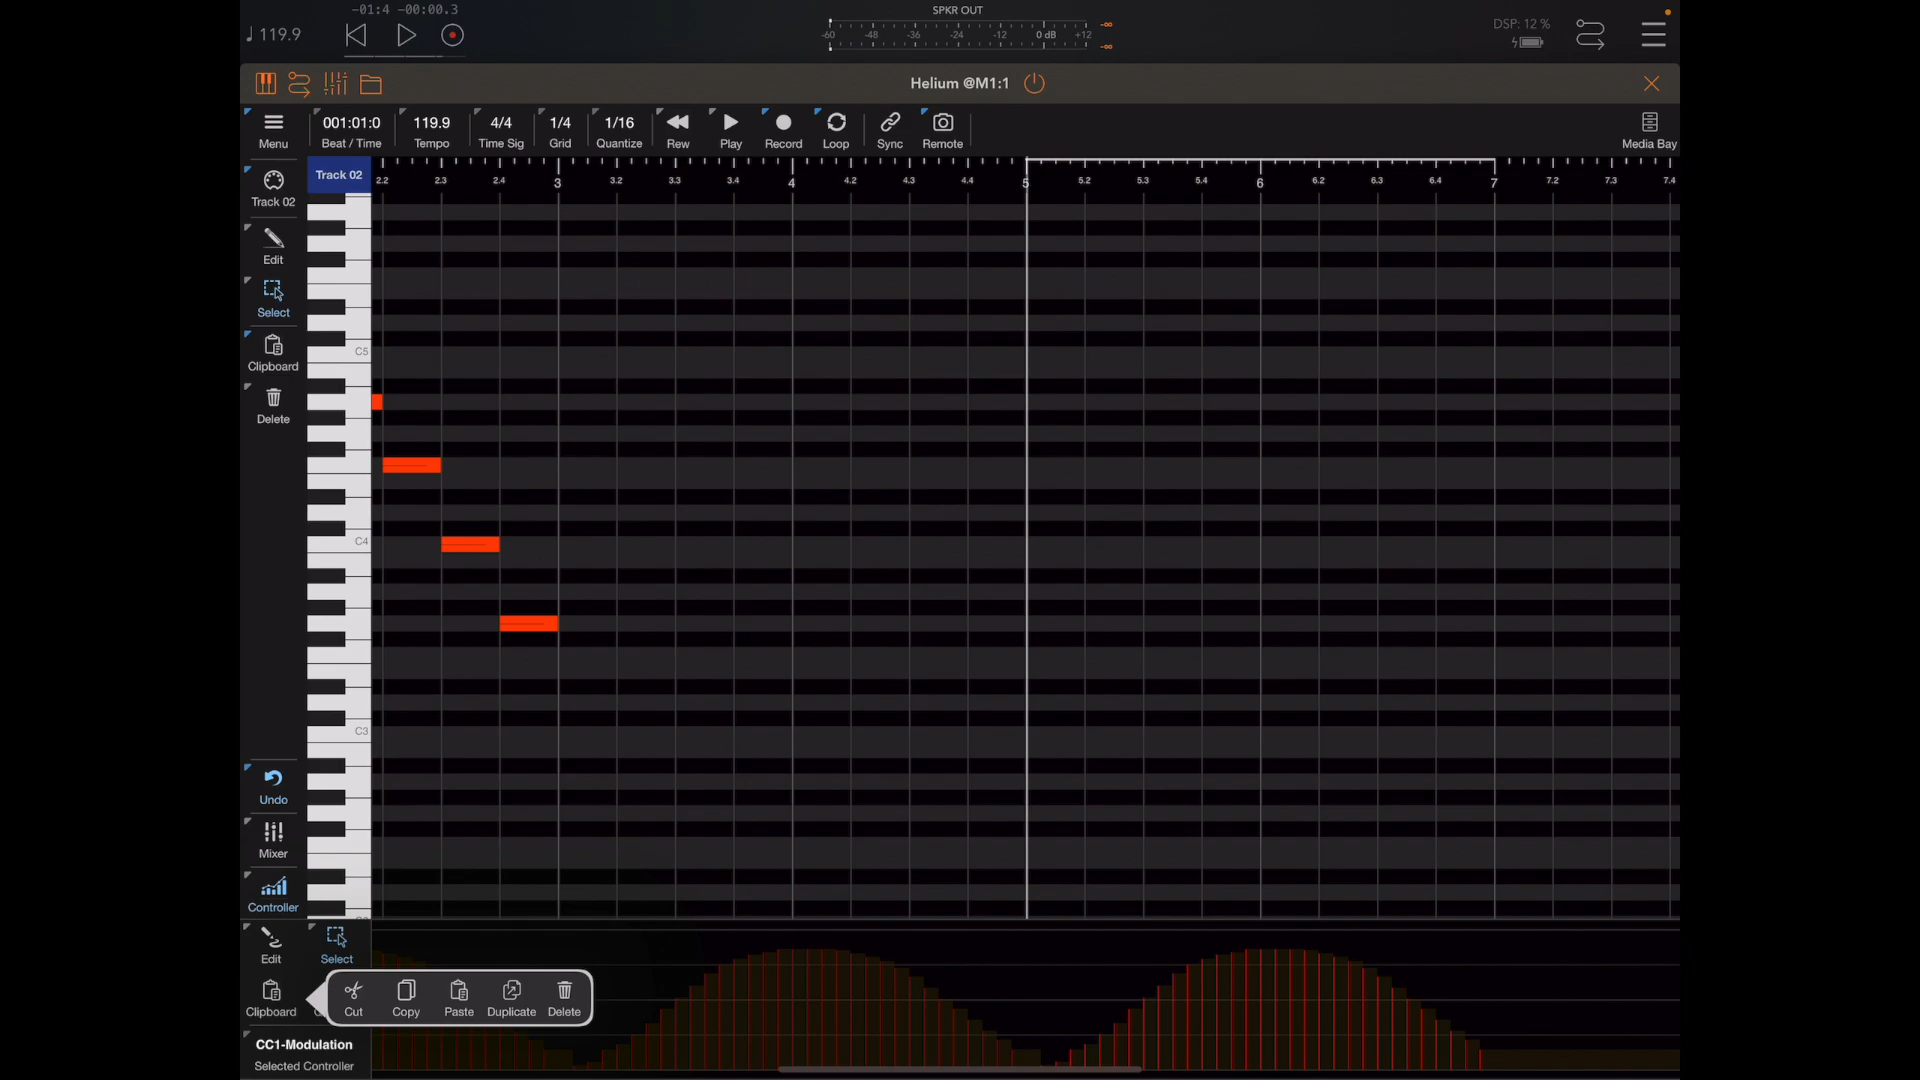 -01:4 -00:00.3
SPKR OUT
♩ 119.9
-60 -48 -36 -24 -12 0 dB +12
-∞
-∞
DSP: 12 %
Helium @M1:1
001:01:0 119.9 4/4 1/4 1/16
Menu Beat / Time Tempo Time Sig Grid Quantize Rew Play Record Loop Sync Remote Media Bay
Track 02
2.2 2.3 2.4 3 3.2 3.3 3.4 4 4.2 4.3 4.4 5 5.2 5.3 5.4 6 6.2 6.3 6.4 7 7.2 7.3 7.4
Track 02
Edit
Select
C5
Clipboard
Delete
C4
C3
Undo
Mixer
Controller
Edit Select
Clipboard Cut Copy Paste Duplicate Delete
CC1-Modulation
Selected Controller